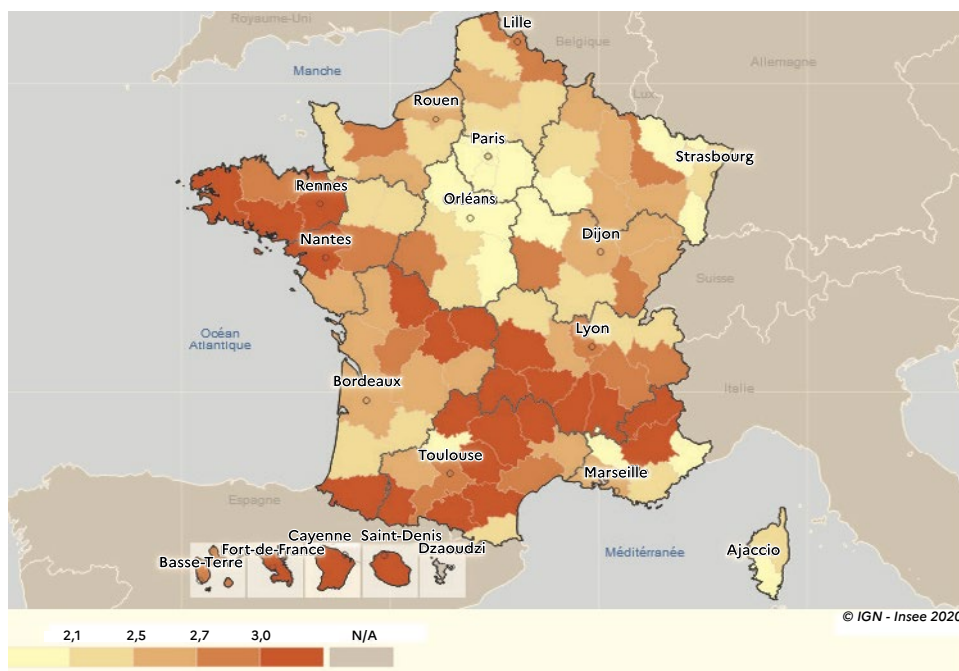 Royaume-Uni
Lille
Belgique
Allemagne
Manche
Lux
Rouen
Paris
Strasbourg
Rennes
Orléans
Nantes
Dijon
Suisse
Océan
Atlantique
Lyon
Bordeaux
Italie
Toulouse
Marseille
Espagne
Cayenne
Saint-Denis
Fort-de-France
Dzaoudzi
Basse-Terre
Méditérranée
Ajaccio
© IGN - Insee 2020
2,1 2,5 2,7 3,0 N/A